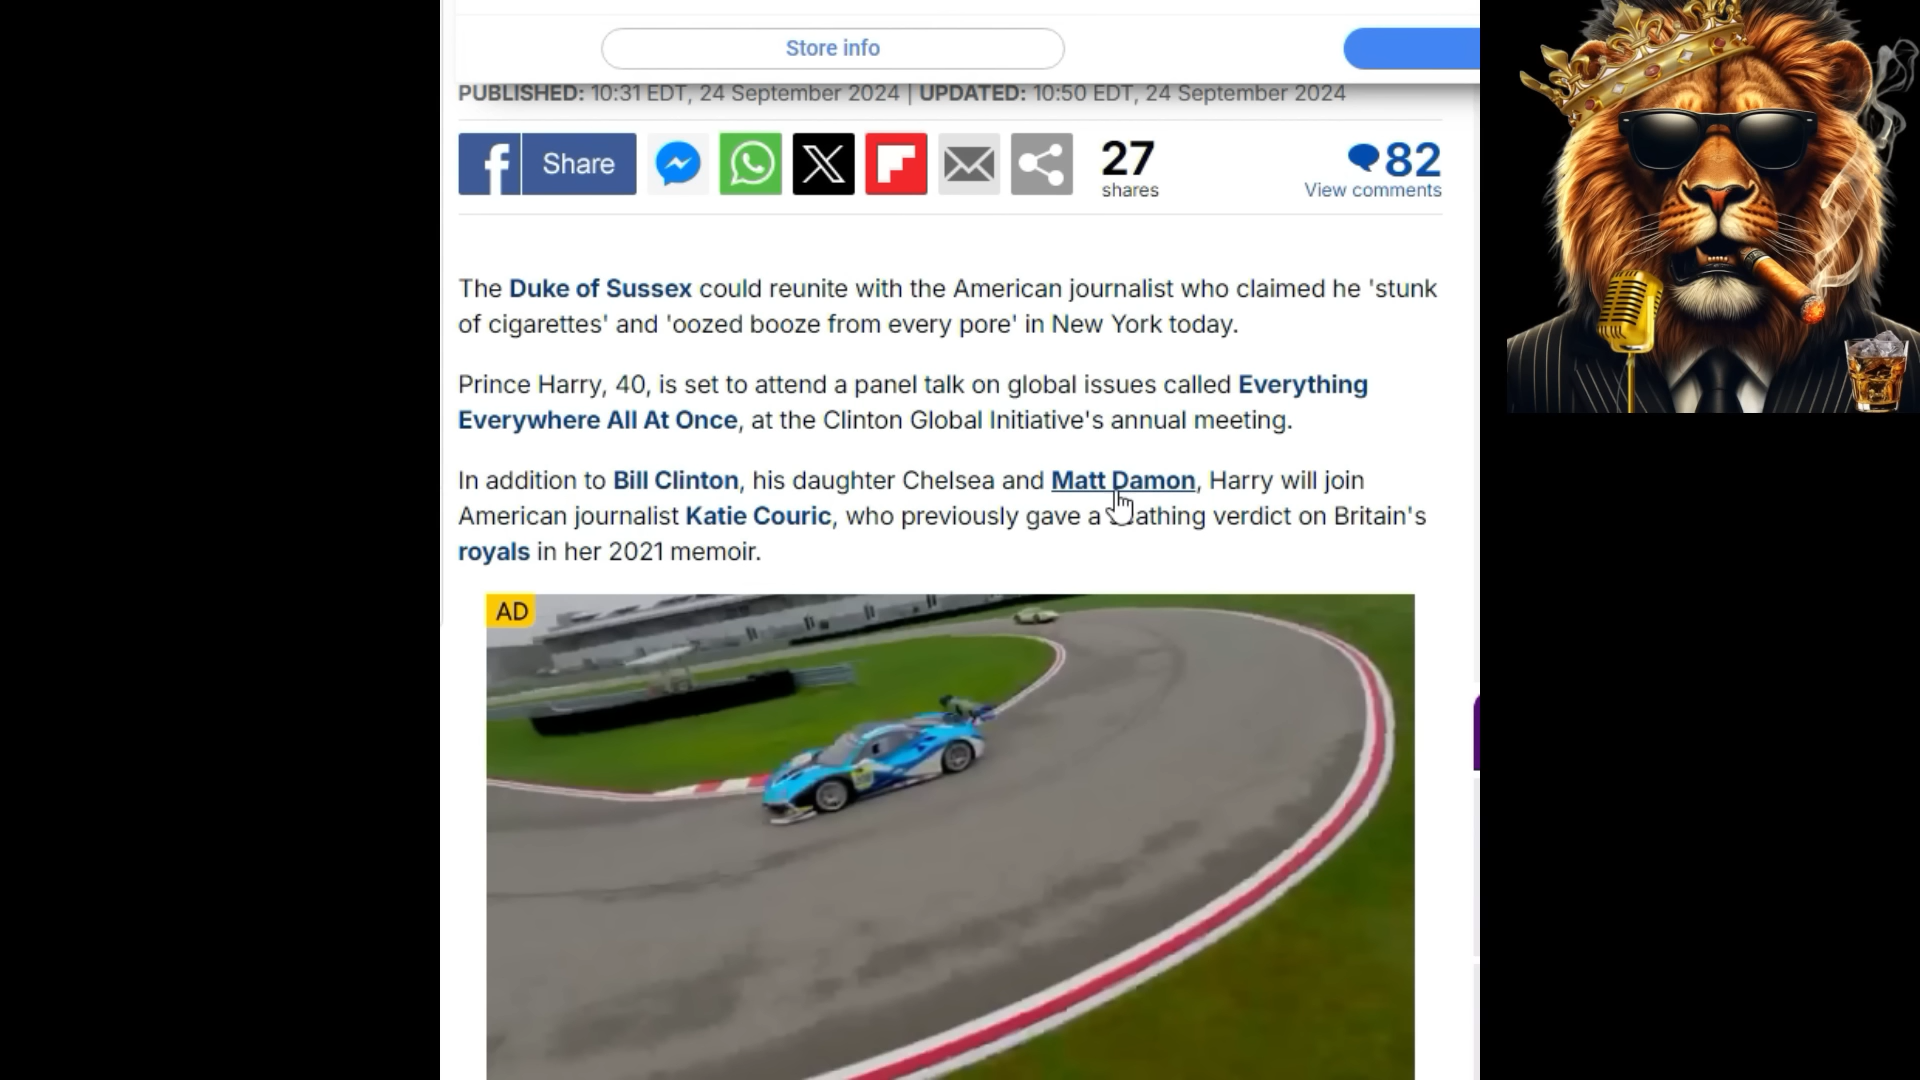 Store info
PUBLISHED: 10:31 EDT, 24 September 2024 | UPDATED: 10:50 EDT, 24 September 2024
f Share
27
shares
82
View comments
The Duke of Sussex could reunite with the American journalist who claimed he 'stunk
of cigarettes' and 'oozed booze from every pore' in New York today.
Prince Harry, 40, is set to attend a panel talk on global issues called Everything
Everywhere All At Once, at the Clinton Global Initiative's annual meeting.
In addition to Bill Clinton, his daughter Chelsea and Matt Damon, Harry will join
American journalist Katie Couric, who previously gave a scathing verdict on Britain's
royals in her 2021 memoir.
AD